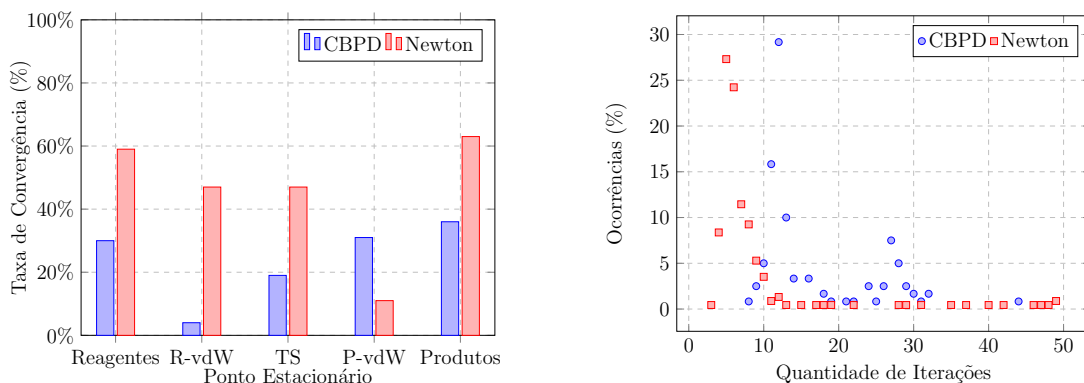 100%
80%
60%
40%
20%
0%
Taxa de Convergência (%)
CBPD Newton
Reagentes R-vdW TS P-vdW Produtos
Ponto Estacionário
30
25
20
15
10
5
0
Ocorrências (%)
CBPD Newton
0 10 20 30 40 50
Quantidade de Iterações